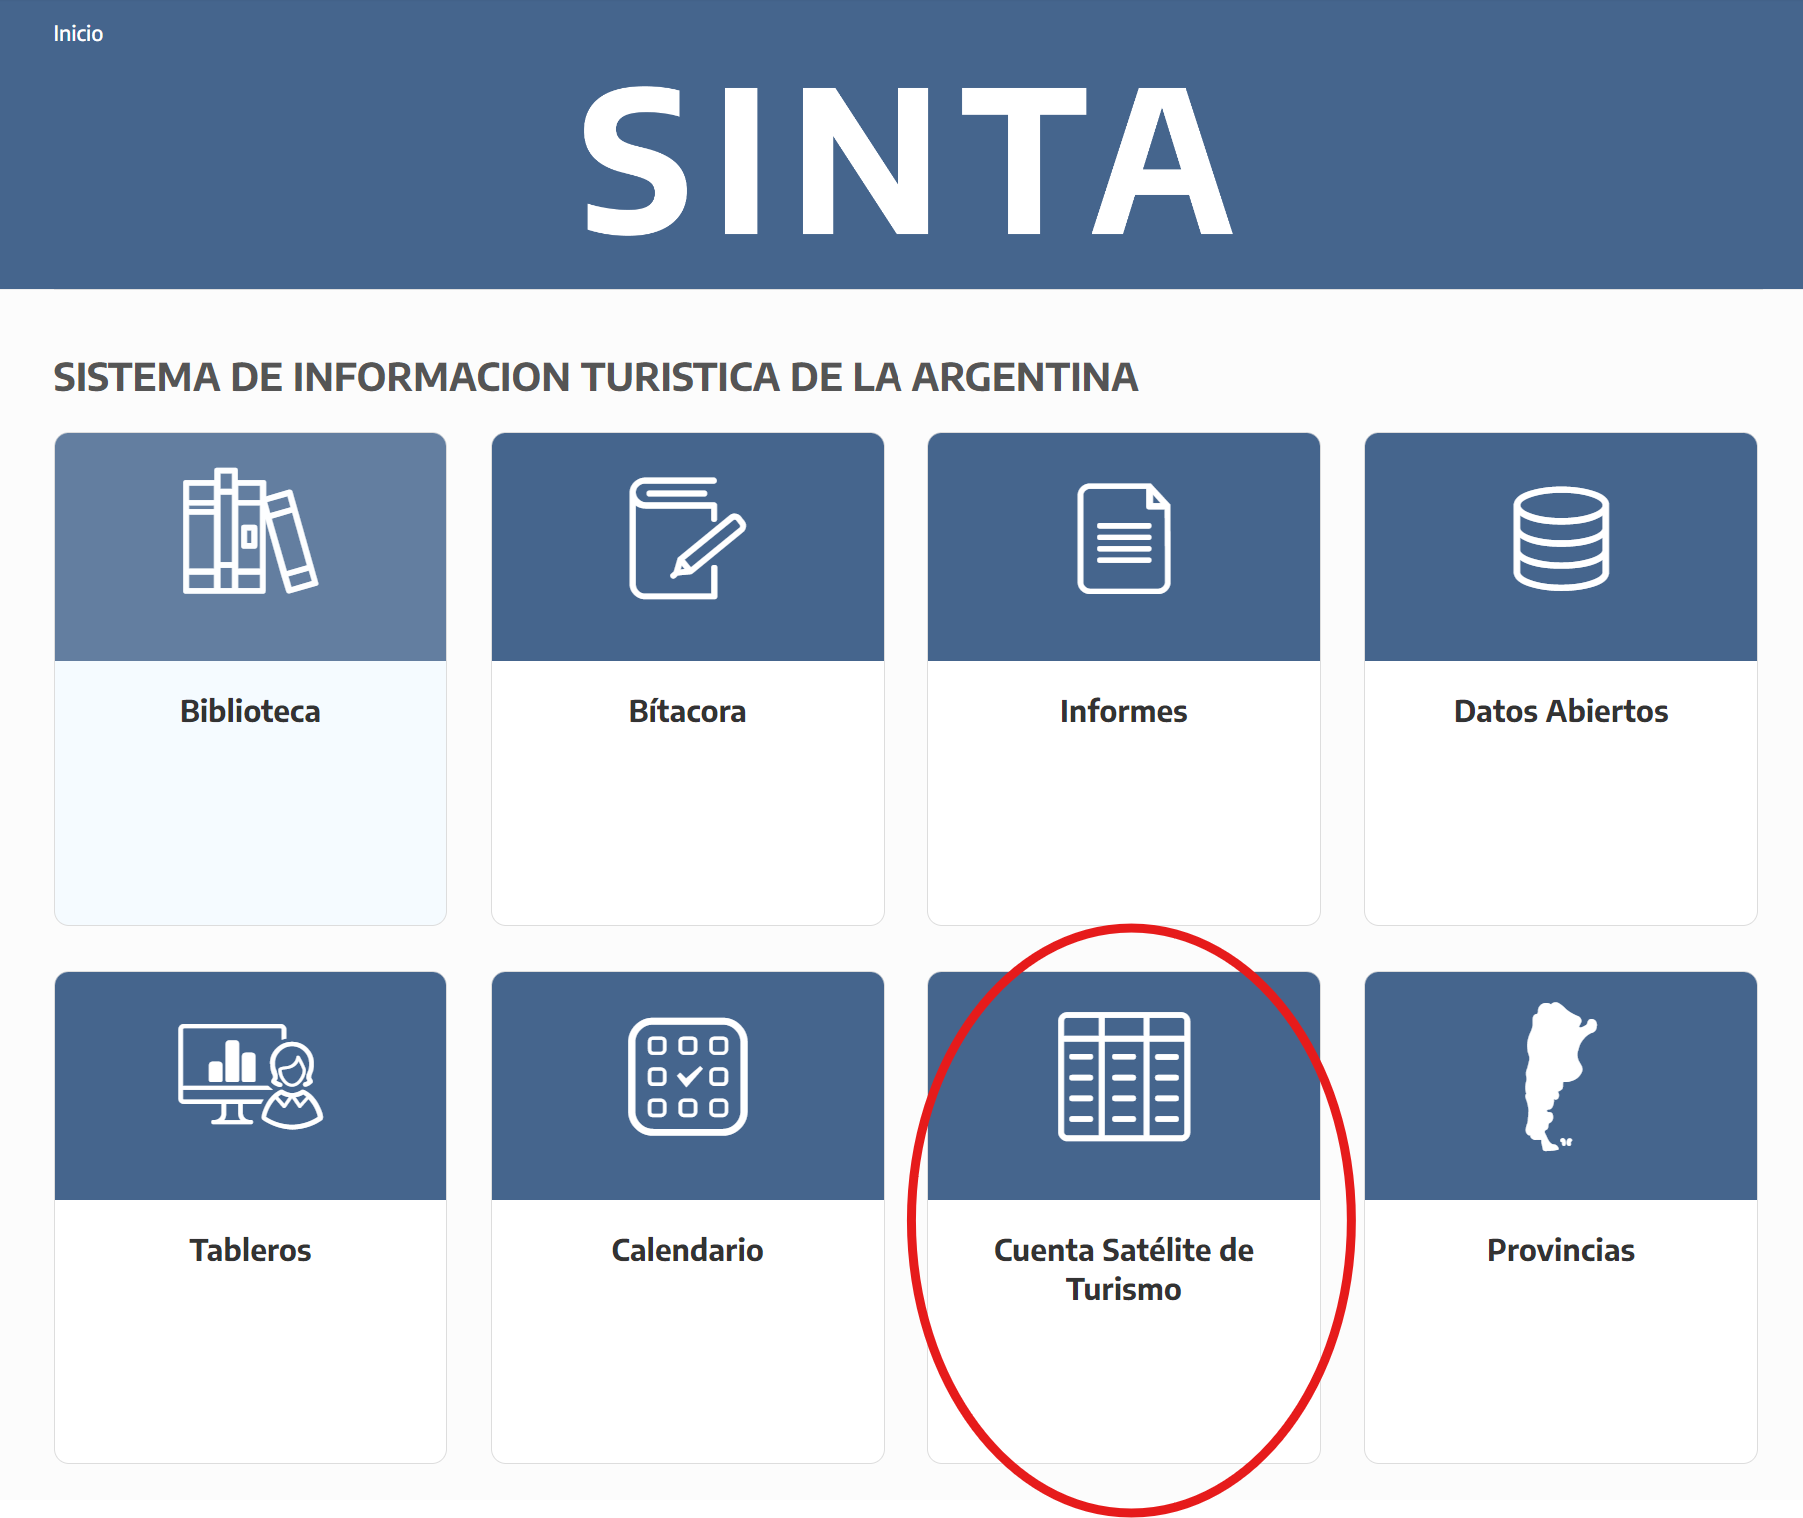 Inicio
SINTA
SISTEMA DE INFORMACION TURISTICA DE LA ARGENTINA
Biblioteca
Bítacora
Informes
Datos Abiertos
Tableros
Calendario
Cuenta Satélite de
Turismo
Provincias